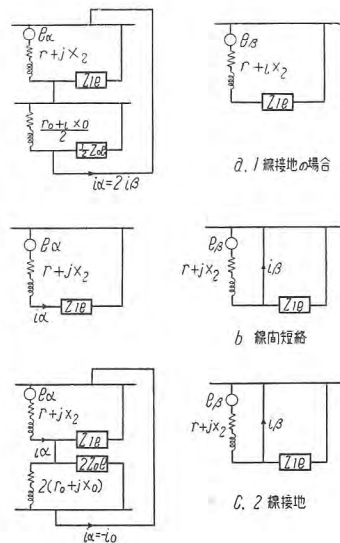 eα
r+jx2
Z1e
r0+jx0
2
½Z0e
iα=2iβ
eβ
r+jx2
Z1e
a. 1線接地の場合
eα
r+jx2
iα
Z1e
eβ
r+jx2
iβ
Z1e
b 線間短絡
eα
r+jx2
iα
Z1e
2Z0e
2(r0+jx0)
iα=-i0
eβ
r+jx2
iβ
Z1e
C. 2線接地